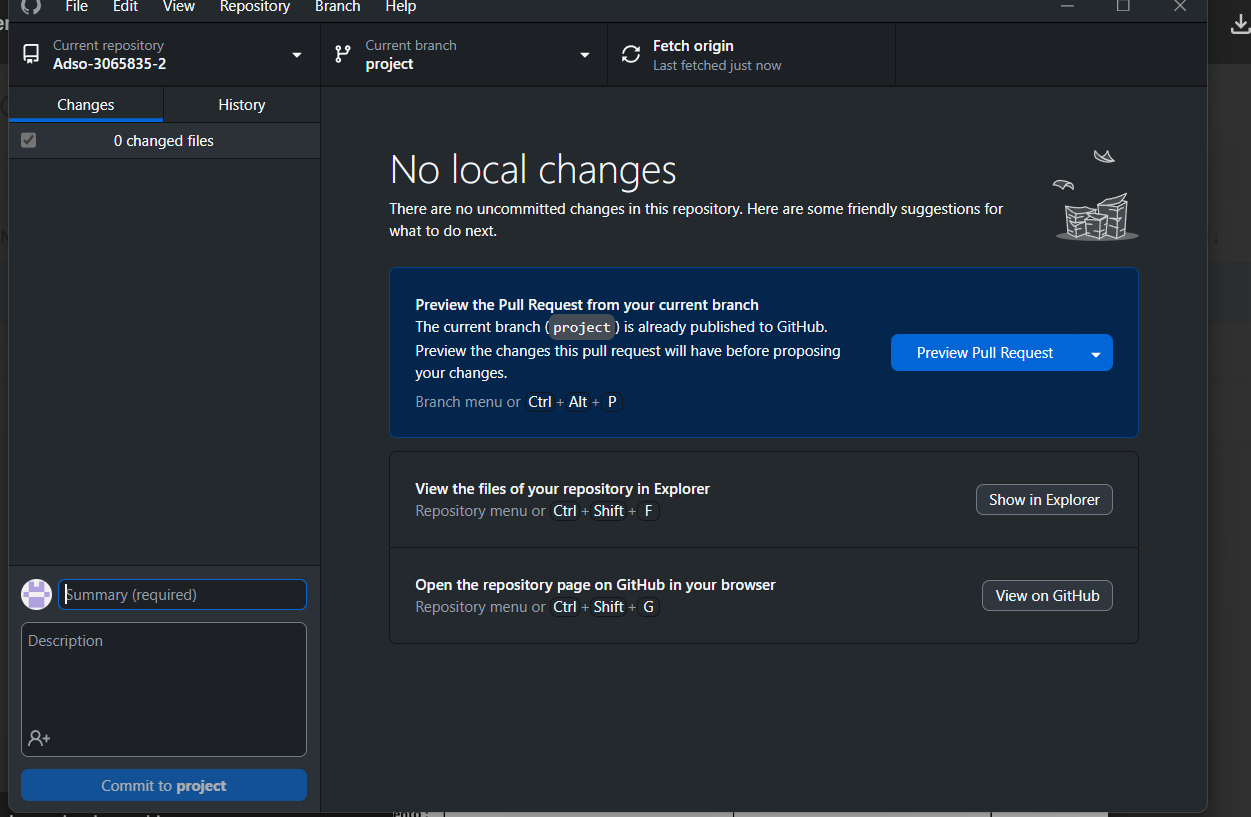 File Edit View Repository Branch Help
Current repository
Adso-3065835-2
Current branch
project
Fetch origin
Last fetched just now
Changes
History
0 changed files
No local changes
There are no uncommitted changes in this repository. Here are some friendly suggestions for
what to do next.
Preview the Pull Request from your current branch
The current branch (project) is already published to GitHub.
Preview the changes this pull request will have before proposing
your changes.
Branch menu or Ctrl + Alt + P
Preview Pull Request
View the files of your repository in Explorer
Repository menu or Ctrl + Shift + F
Show in Explorer
Open the repository page on GitHub in your browser
Repository menu or Ctrl + Shift + G
View on GitHub
Summary (required)
Description
Commit to project